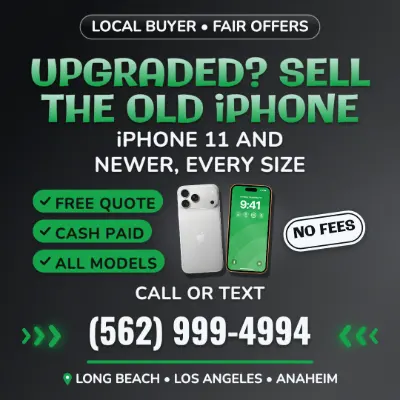 LOCAL BUYER • FAIR OFFERS
UPGRADED? SELL
THE OLD iPHONE
iPHONE 11 AND
NEWER, EVERY SIZE
FREE QUOTE
CASH PAID
ALL MODELS
9:41
NO FEES
CALL OR TEXT
(562) 999-4994
LONG BEACH • LOS ANGELES • ANAHEIM